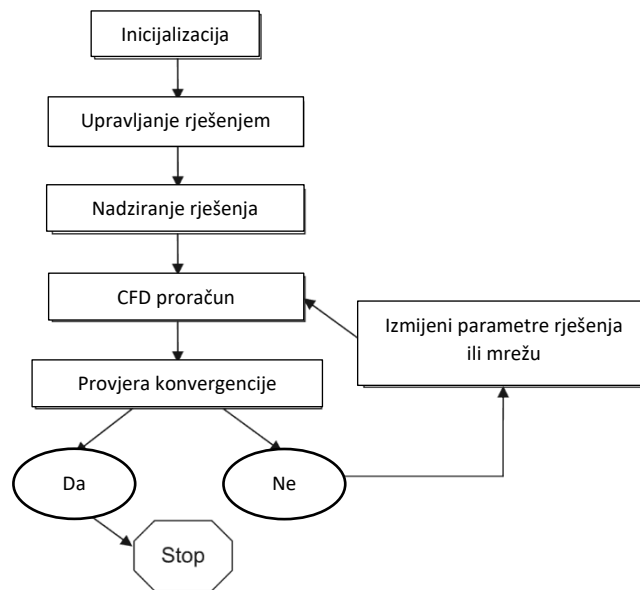 Inicijalizacija
Upravljanje rješenjem
Nadziranje rješenja
CFD proračun
Izmijeni parametre rješenja
ili mrežu
Provjera konvergencije
Da
Ne
Stop